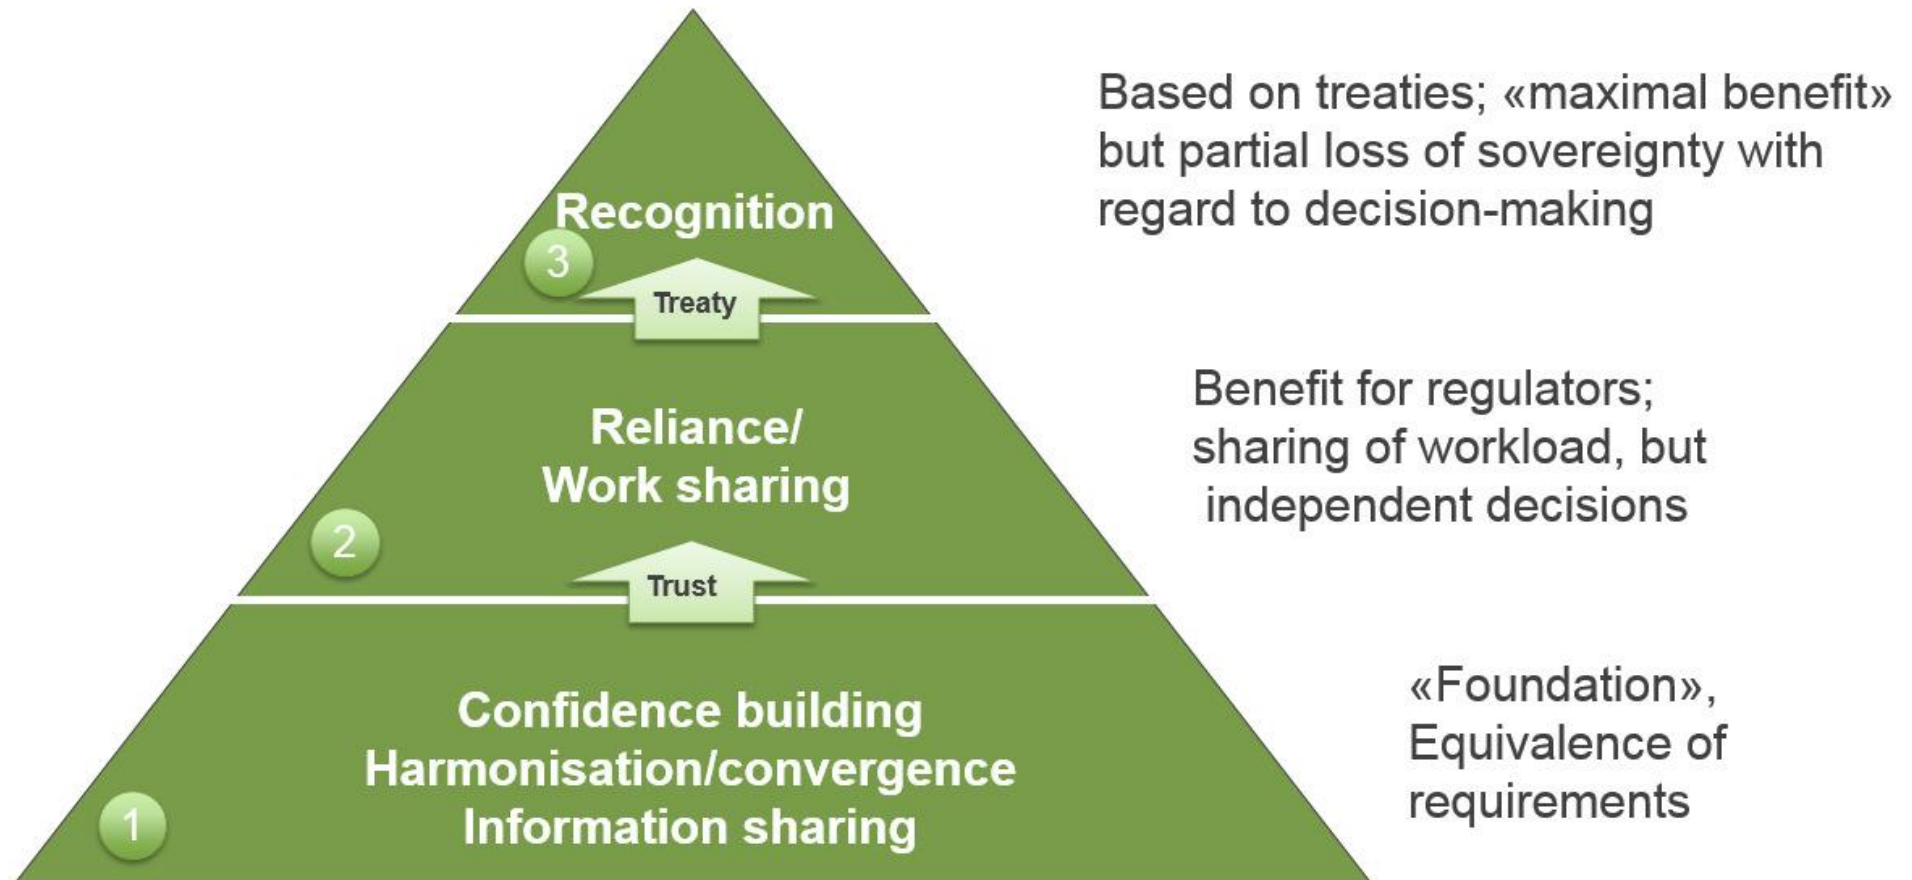 Recognition
3
Treaty
Based on treaties; «maximal benefit»
but partial loss of sovereignty with
regard to decision-making
Reliance/
Work sharing
2
Trust
Benefit for regulators;
sharing of workload, but
independent decisions
Confidence building
Harmonisation/convergence
Information sharing
1
«Foundation»,
Equivalence of
requirements